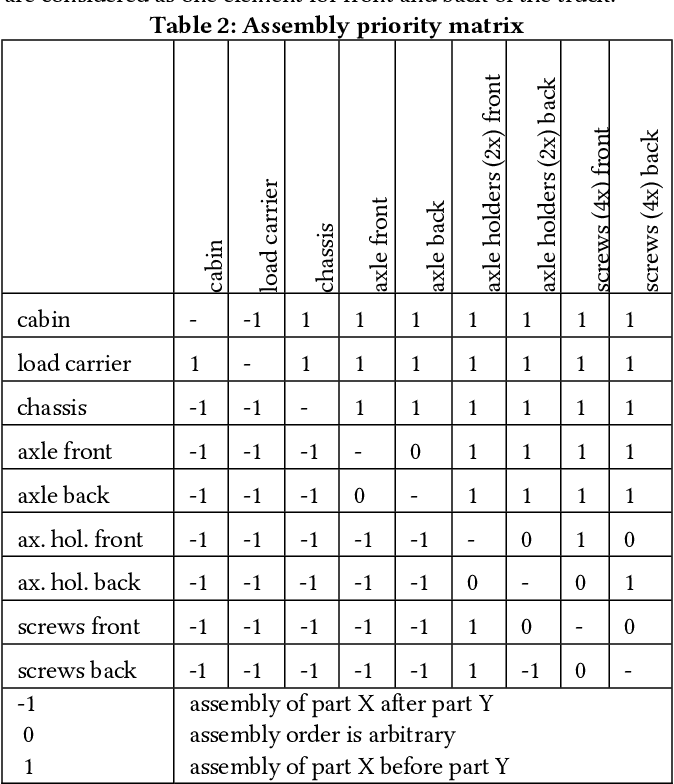 are considered as one element for front and back of the truck.
Table 2: Assembly priority matrix
cabin load carrier chassis axle front axle back axle holders (2x) front axle holders (2x) back screws (4x) front screws (4x) back
cabin - -1 1 1 1 1 1 1 1
load carrier 1 - 1 1 1 1 1 1 1
chassis -1 -1 - 1 1 1 1 1 1
axle front -1 -1 -1 - 0 1 1 1 1
axle back -1 -1 -1 0 - 1 1 1 1
ax. hol. front -1 -1 -1 -1 -1 - 0 1 0
ax. hol. back -1 -1 -1 -1 -1 0 - 0 1
screws front -1 -1 -1 -1 -1 1 0 - 0
screws back -1 -1 -1 -1 -1 1 -1 0 -
-1 assembly of part X after part Y
0 assembly order is arbitrary
1 assembly of part X before part Y